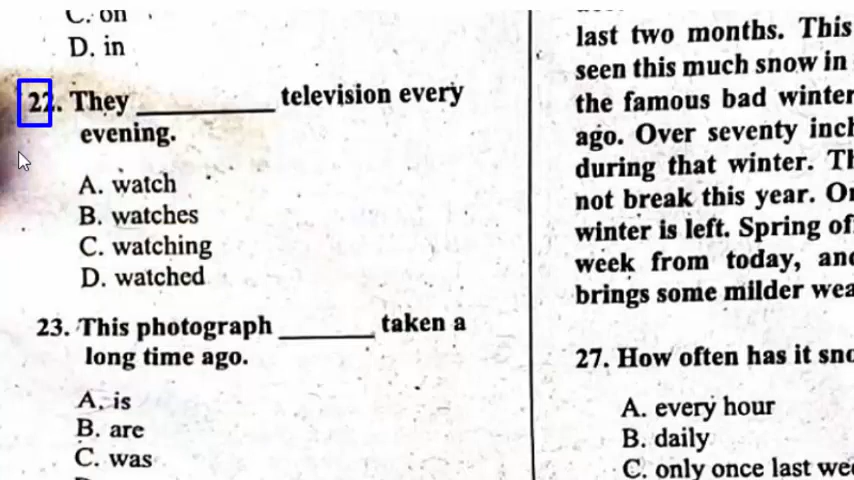 C. on
D. in
22. They __________ television every
evening.
A. watch
B. watches
C. watching
D. watched
23. This photograph _______ taken a
long time ago.
A. is
B. are
C. was
last two months. This
seen this much snow in
the famous bad winter
ago. Over seventy inc
during that winter. Th
not break this year. O
winter is left. Spring of
week from today, and
brings some milder wea
27. How often has it sno
A. every hour
B. daily
C. only once last wee